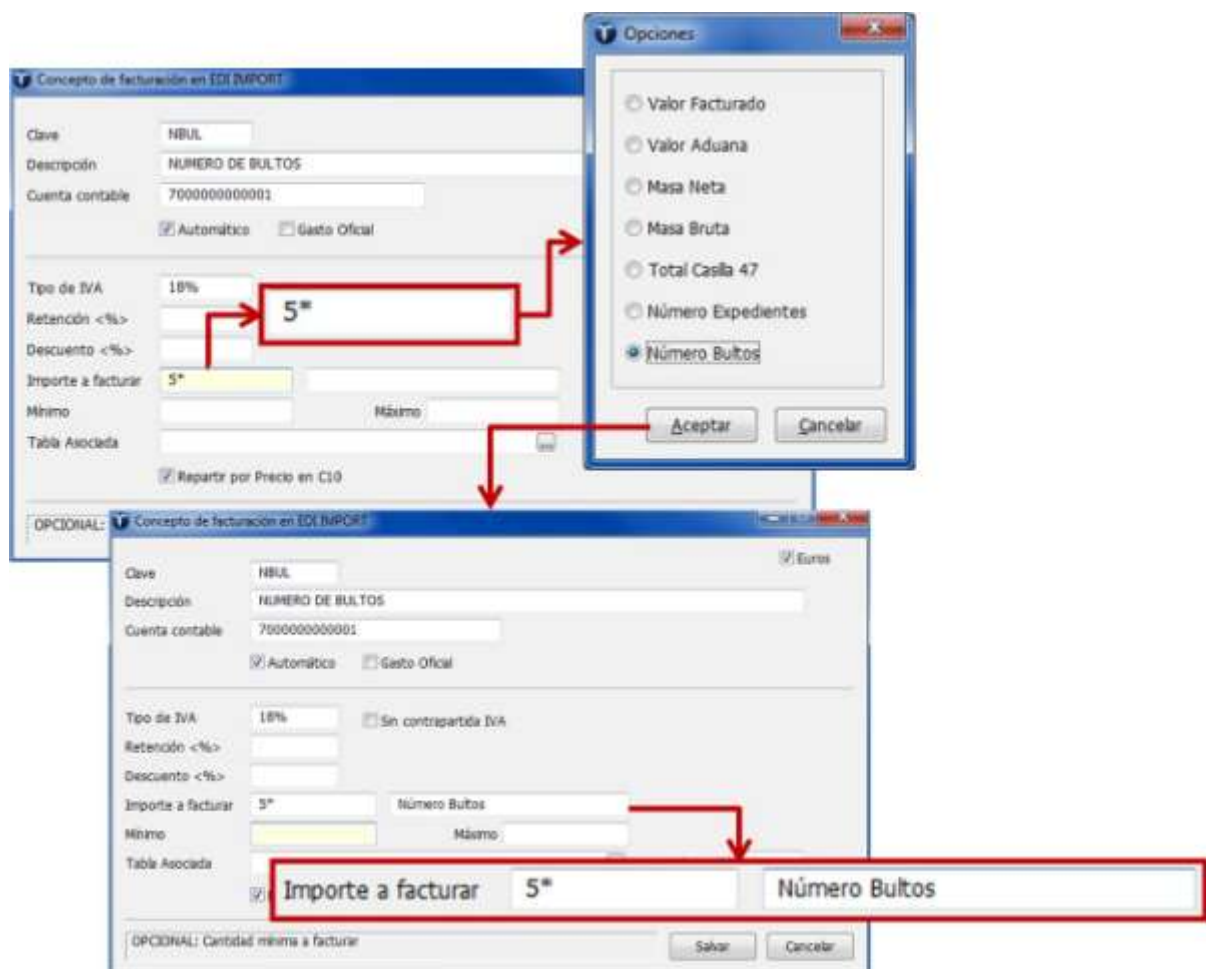 Opciones
Valor Facturado
Valor Aduana
Masa Neta
Masa Bruta
Total Casilla 47
Número Expedientes
Número Bultos
Aceptar Cancelar
Concepto de facturación en EDI IMPORT
Clave NBUL
Descripción NUMERO DE BULTOS
Cuenta contable 7000000000001
Automático Gasto Oficial
Tipo de IVA 18%
5*
Retención <%>
Descuento <%>
Importe a facturar 5*
Mínimo Máximo
Tabla Asociada ...
Repartir por Precio en C10
OPCIONAL:
Concepto de facturación en EDI IMPORT
Euros
Clave NBUL
Descripción NUMERO DE BULTOS
Cuenta contable 7000000000001
Automático Gasto Oficial
Tipo de IVA 18% Sin contrapartida IVA
Retención <%>
Descuento <%>
Importe a facturar 5* Número Bultos
Mínimo Máximo
Tabla Asociada
Importe a facturar 5* Número Bultos
OPCIONAL: Cantidad mínima a facturar
Salvar Cancelar